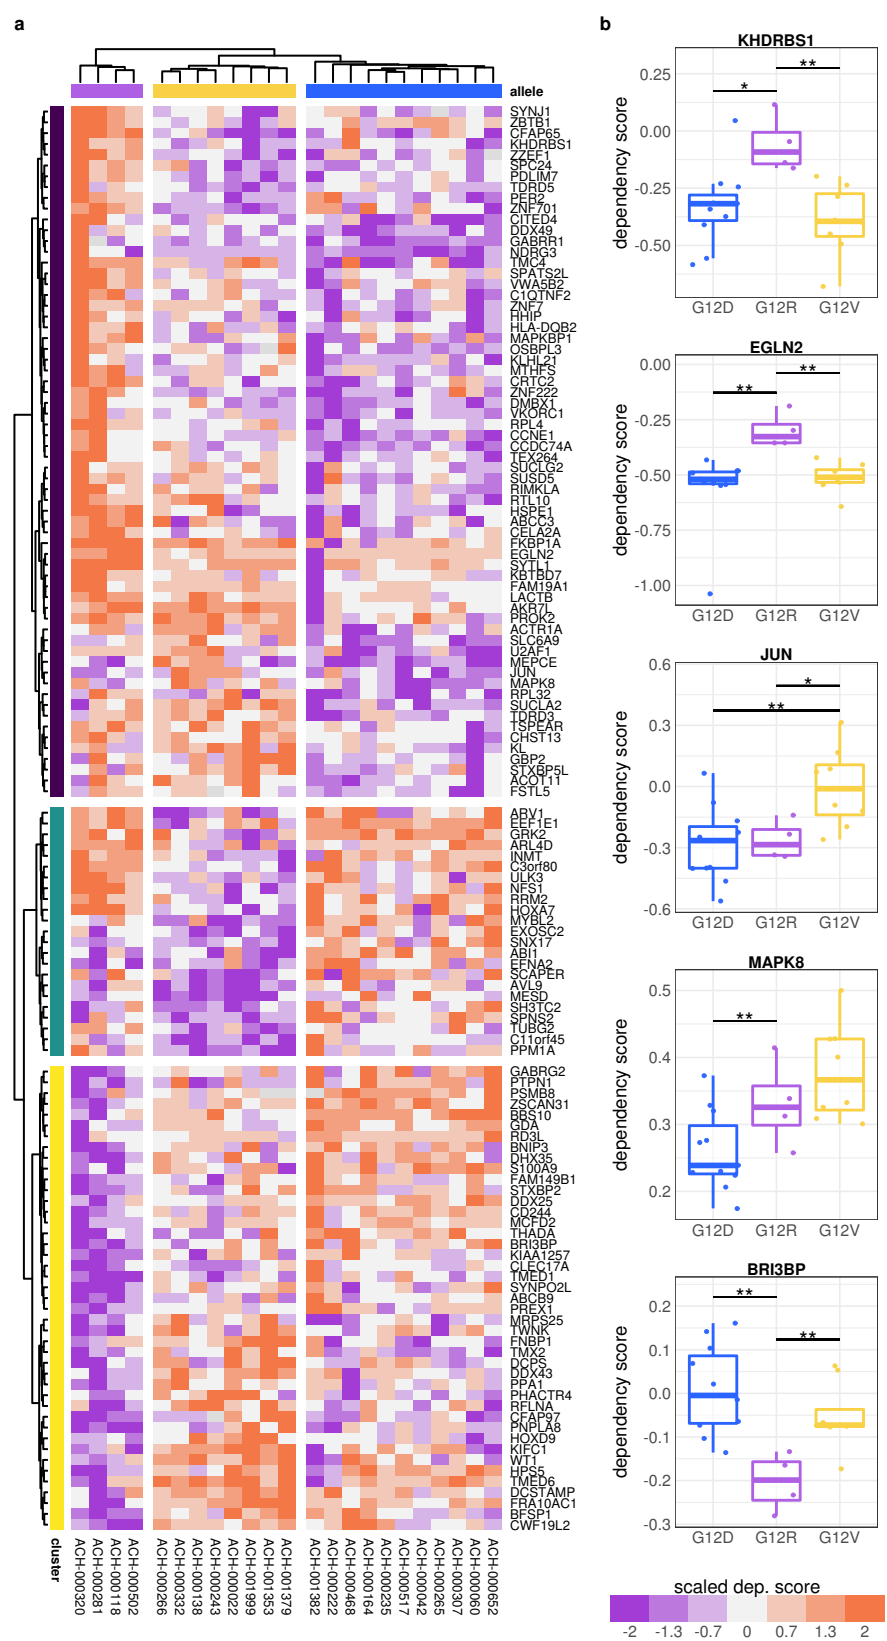 a
allele
SYNJ1
ZBTB1
CFAP65
KHDRBS1
ZZEF1
SPC24
PDLIM7
TDRD5
PER2
ZNF701
CITED4
DDX49
GABRR1
NDRG3
TMC4
SPATS2L
VWA5B2
C1QTNF2
ZNF7
HHIP
HLA-DQB2
MAPKBP1
OSBPL3
KLHL21
MTHFS
CRTC2
ZNF222
DMBX1
VKORC1
RPL4
CCNE1
CCDC74A
TEX264
SUCLG2
SUSD5
RIMKLA
RTL10
HSPE1
ABCC3
CELA2A
FKBP1A
EGLN2
SYTL1
KBTBD7
FAM19A1
LACTB
AKR7L
PROK2
ACTR1A
SLC6A9
U2AF1
MEPCE
JUN
MAPK8
RPL32
SUCLA2
TDRD3
TSPEAR
CHST13
KL
GBP2
STXBP5L
ACOT11
FSTL5
ARV1
EEF1E1
GRK2
ARL4D
INMT
C3orf80
ULK3
NFS1
RRM2
HOXA7
MYBL2
EXOSC2
SNX17
ABI1
EFNA2
SCAPER
AVL9
MESD
SH3TC2
SPNS2
TUBG2
C11orf45
PPM1A
GABRG2
PTPN1
PSMB8
ZSCAN31
BBS10
GDA
RD3L
BNIP3
DHX35
S100A9
FAM149B1
STXBP2
DDX25
CD244
MCFD2
THADA
BRI3BP
KIAA1257
CLEC17A
TMED1
SYNPO2L
ABCB9
PREX1
MRPS25
TWNK
FNBP1
TMX2
DCPS
DDX43
PPA1
PHACTR4
RFLNA
CFAP97
PNPLA8
HOXD9
KIFC1
WT1
HPS5
TMED6
DCSTAMP
FRA10AC1
BFSP1
CWF19L2
cluster
ACH-000320
ACH-000281
ACH-000118
ACH-000502
ACH-000266
ACH-000332
ACH-000138
ACH-000243
ACH-000022
ACH-001999
ACH-001353
ACH-001379
ACH-001382
ACH-000222
ACH-000468
ACH-000164
ACH-000235
ACH-000517
ACH-000042
ACH-000265
ACH-000307
ACH-000060
ACH-000652
b
KHDRBS1
dependency score
0.25
0.00
-0.25
-0.50
*
**
G12D G12R G12V
EGLN2
dependency score
0.00
-0.25
-0.50
-0.75
-1.00
**
**
G12D G12R G12V
JUN
dependency score
0.6
0.3
0.0
-0.3
-0.6
*
**
G12D G12R G12V
MAPK8
dependency score
0.5
0.4
0.3
0.2
**
G12D G12R G12V
BRI3BP
dependency score
0.2
0.1
0.0
-0.1
-0.2
-0.3
**
**
G12D G12R G12V
scaled dep. score
-2 -1.3 -0.7 0 0.7 1.3 2